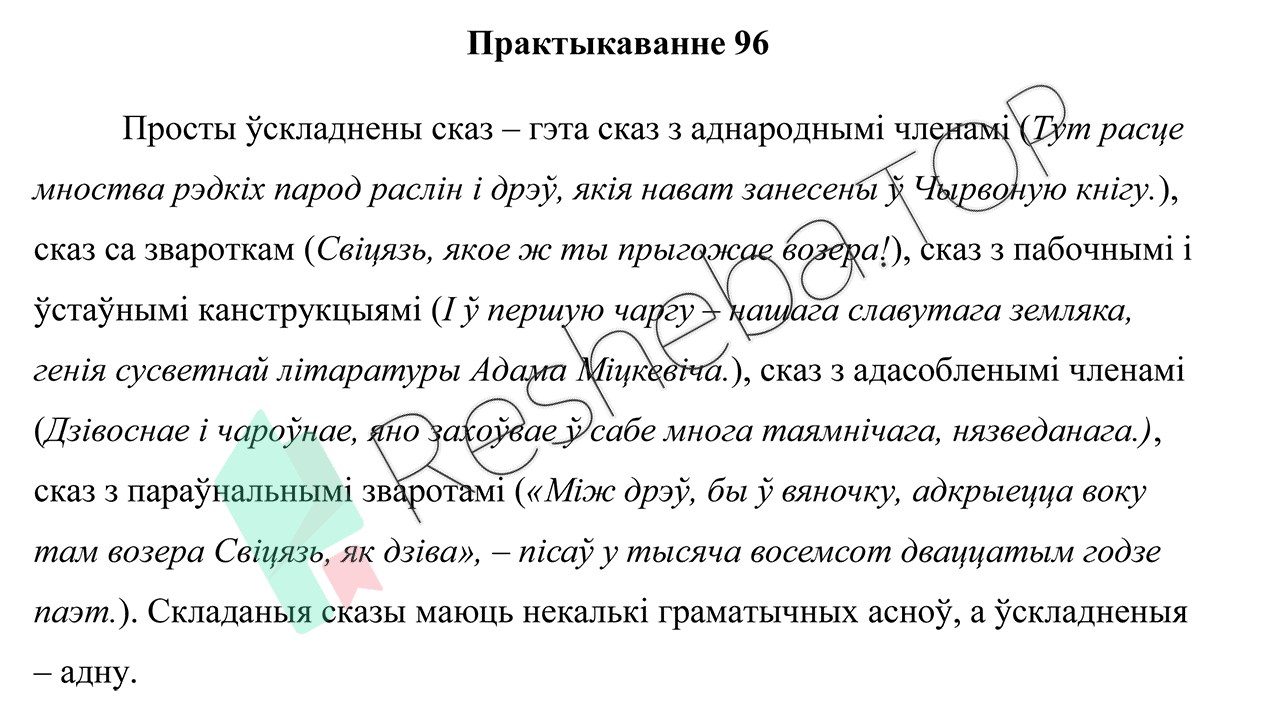 Практыкаванне 96
Просты ўскладнены сказ – гэта сказ з аднароднымі членамі (Тут расце
мноства рэдкіх парод раслін і дрэў, якія нават занесены ў Чырвоную кнігу.),
сказ са звароткам (Свіцязь, якое ж ты прыгожае возера!), сказ з пабочнымі і
ўстаўнымі канструкцыямі (І ў першую чаргу – нашага славутага земляка,
генія сусветнай літаратуры Адама Міцкевіча.), сказ з адасобленымі членамі
(Дзівоснае і чароўнае, яно захоўвае ў сабе многа таямнічага, нязведанага.),
сказ з параўнальнымі зваротамі («Між дрэў, бы ў вяночку, адкрыецца воку
там возера Свіцязь, як дзіва», – пісаў у тысяча восемсот дваццатым годзе
паэт.). Складаныя сказы маюць некалькі граматычных асноў, а ўскладненыя
– адну.
Resheba.TOP